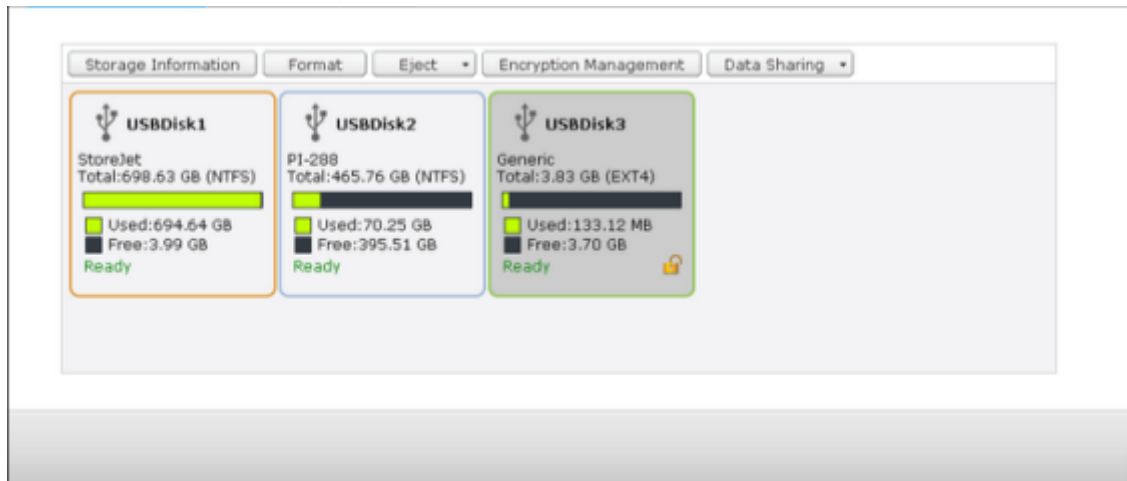 Storage Information Format Eject Encryption Management Data Sharing
USBDisk1
StoreJet
Total:698.63 GB (NTFS)
Used:694.64 GB
Free:3.99 GB
Ready
USBDisk2
PI-288
Total:465.76 GB (NTFS)
Used:70.25 GB
Free:395.51 GB
Ready
USBDisk3
Generic
Total:3.83 GB (EXT4)
Used:133.12 MB
Free:3.70 GB
Ready